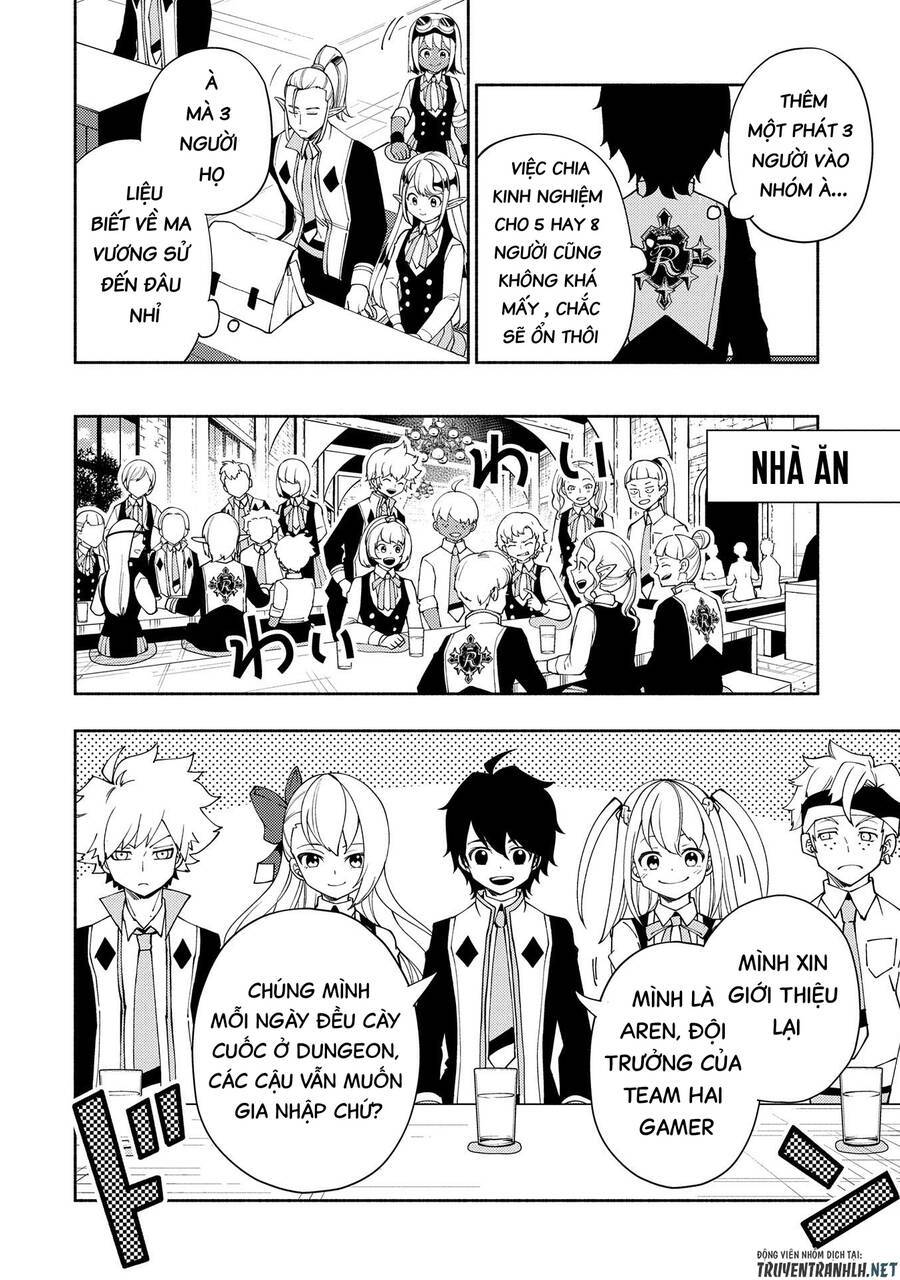 THÊM
MỘT PHÁT 3
NGƯỜI VÀO
NHÓM À...
VIỆC CHIA
KINH NGHIỆM
CHO 5 HAY 8
NGƯỜI CŨNG
KHÔNG KHÁ
MẤY , CHẮC
SẼ ỔN THÔI
R
À
MÀ 3
NGƯỜI
HỌ
LIỆU
BIẾT VỀ MA
VƯƠNG SỬ
ĐẾN ĐÂU
NHỈ
NHÀ ĂN
わいい
わいい
R
R
R
MÌNH XIN
GIỚI THIỆU
LẠI
MÌNH LÀ
AREN, ĐỘI
TRƯỞNG CỦA
TEAM HAI
GAMER
CHÚNG MÌNH
MỖI NGÀY ĐỀU CÀY
CUỐC Ở DUNGEON,
CÁC CẬU VẪN MUỐN
GIA NHẬP CHỨ?
ドン
ĐỘNG VIÊN NHÓM DỊCH TẠI:
TRUYENTRANHLH.NET